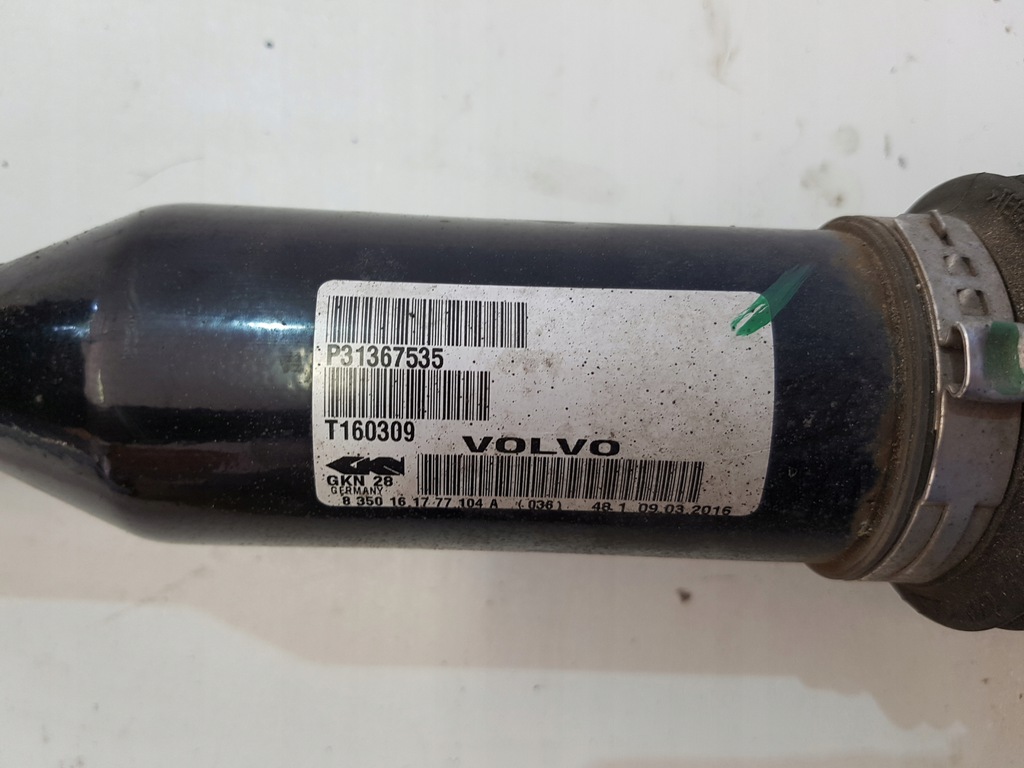 P31367535
T160309
VOLVO
GKN 28
GERMANY
8 350 16 17 77 104 A (036) 48 1 09.03.2016